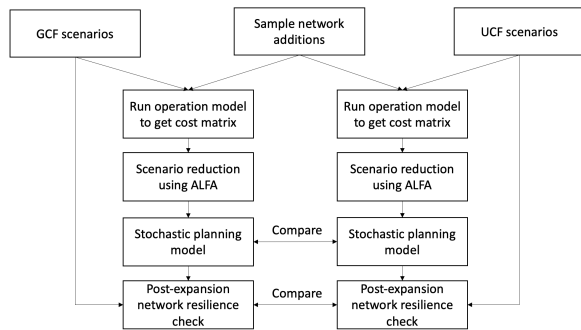 GCF scenarios
Sample network
additions
UCF scenarios
Run operation model
to get cost matrix
Run operation model
to get cost matrix
Scenario reduction
using ALFA
Scenario reduction
using ALFA
Stochastic planning
model
Compare
Stochastic planning
model
Post-expansion
network resilience
check
Compare
Post-expansion
network resilience
check